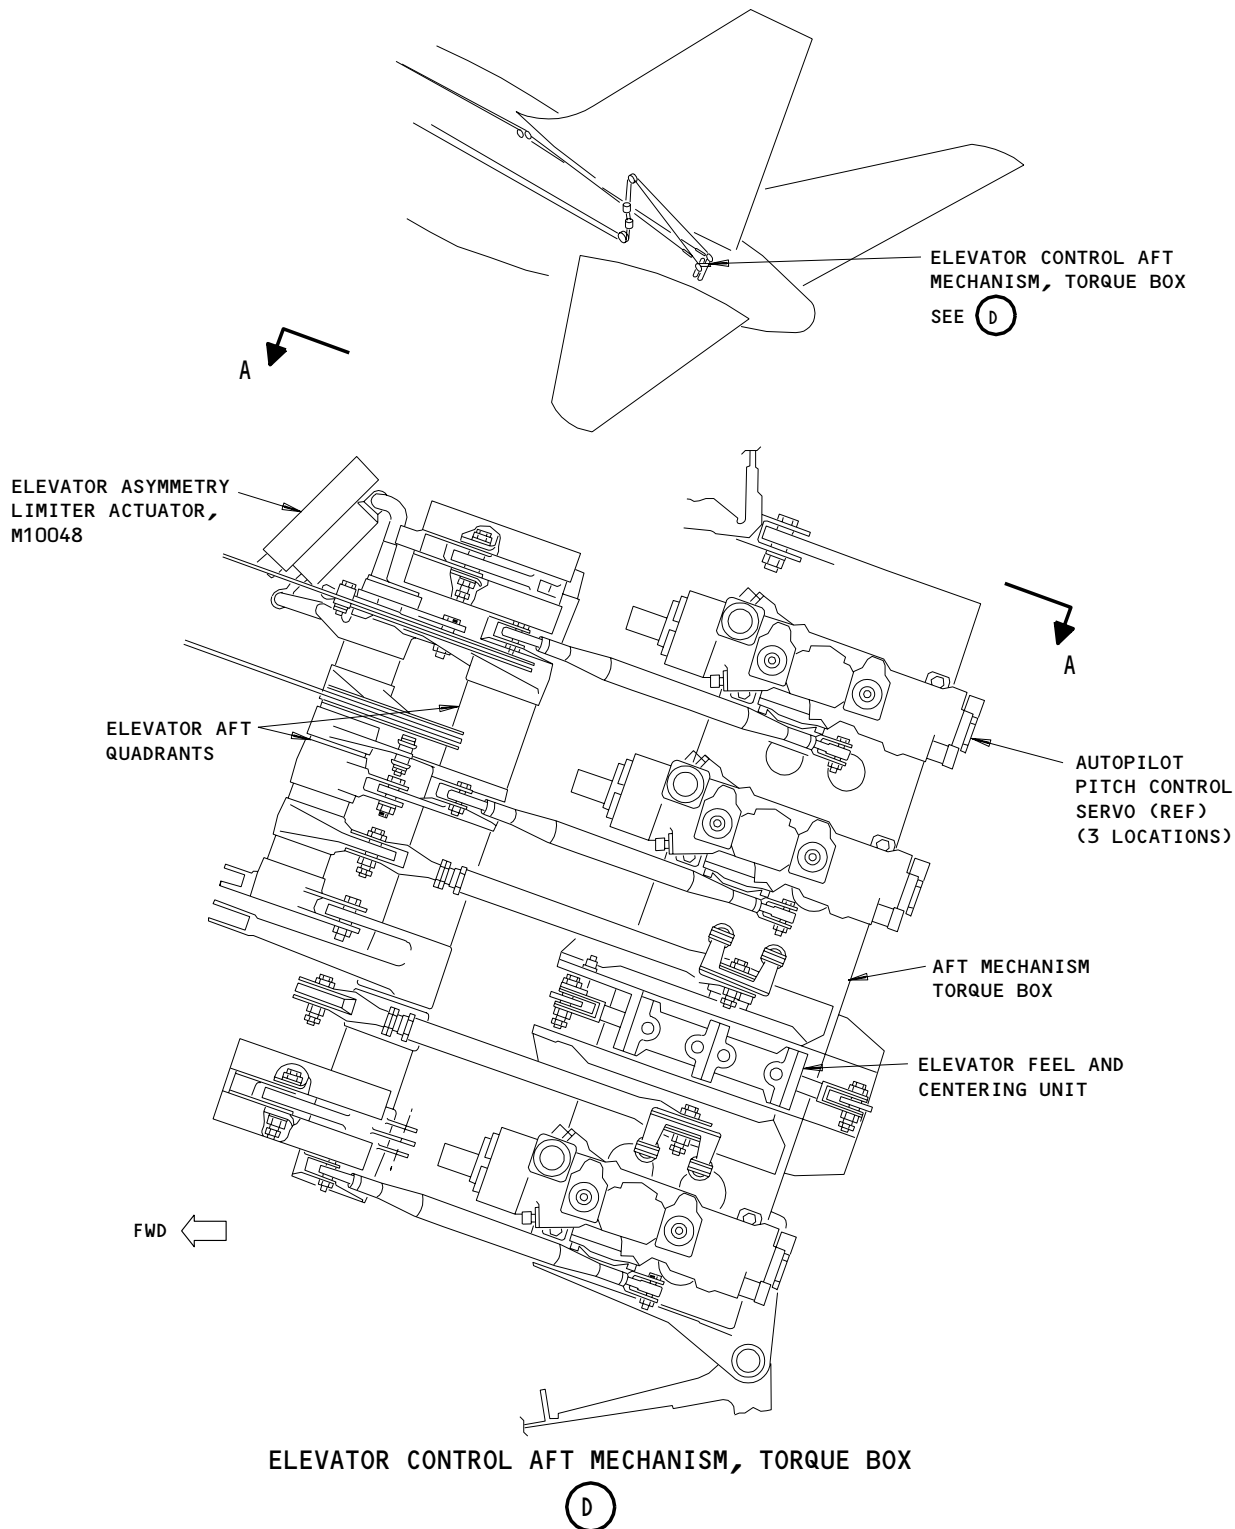 ELEVATOR CONTROL AFT
MECHANISM, TORQUE BOX
SEE D
A
ELEVATOR ASYMMETRY
LIMITER ACTUATOR,
M10048
A
ELEVATOR AFT
QUADRANTS
AUTOPILOT
PITCH CONTROL
SERVO (REF)
(3 LOCATIONS)
AFT MECHANISM
TORQUE BOX
ELEVATOR FEEL AND
CENTERING UNIT
FWD
ELEVATOR CONTROL AFT MECHANISM, TORQUE BOX
D